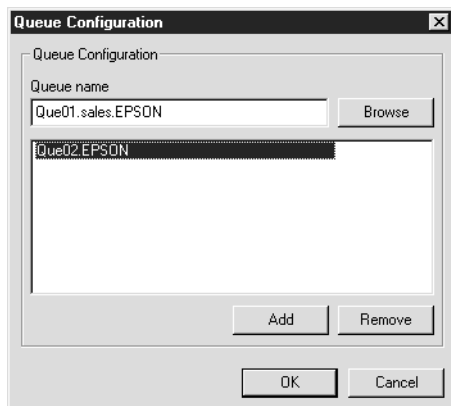 Queue Configuration
Queue Configuration
Queue name
Que01.sales.EPSON
Browse
Que02.EPSON
Add Remove
OK Cancel